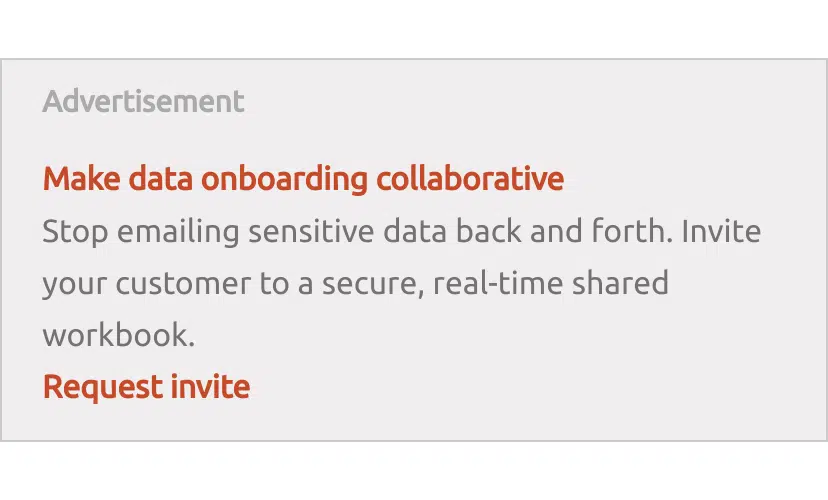 Advertisement
Make data onboarding collaborative
Stop emailing sensitive data back and forth. Invite
your customer to a secure, real-time shared
workbook.
Request invite